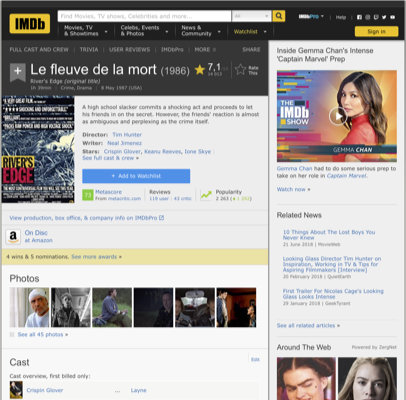 IMDb
Find Movies, TV shows, Celebrities and more...
All
IMDbPro
Help
Movies, TV
& Showtimes
Celebs, Events
& Photos
News &
Community
Watchlist
Sign in
FULL CAST AND CREW
TRIVIA
USER REVIEWS
IMDbPro
MORE
SHARE
Le fleuve de la mort (1986)
River's Edge (original title)
1h 39min | Crime, Drama | 8 May 1987 (USA)
7,1
Rate
This
RIVER'S
EDGE
A high school slacker commits a shocking act and proceeds to
let his friends in on the secret. However, the friends' reaction is almost
as ambiguous and perplexing as the crime itself.
Director: Tim Hunter
Writer: Neal Jimenez
Stars: Crispin Glover, Keanu Reeves, Ione Skye
See full cast & crew »
+ Add to Watchlist
73
Metascore
From metacritic.com
Reviews
119 user | 43 critic
Popularity
View production, box office, & company info on IMDbPro
a
On Disc
at Amazon
4 wins & 5 nominations. See more awards »
Photos
See all 45 photos »
Cast
Edit
Cast overview, first billed only:
Crispin Glover ... Layne
Inside Gemma Chan's Intense
'Captain Marvel' Prep
THE
IMDb
SHOW
GEMMA CHAN
Gemma Chan had to do some serious prep to
take on her role in Captain Marvel.
Watch now »
Related News
10 Things About The Lost Boys You
Never Knew
21 June 2018 | MovieWeb
Looking Glass Director Tim Hunter on
Inspiration, Working in TV & Tips for
Aspiring Filmmakers [Interview]
20 February 2018 | QuietEarth
First Trailer For Nicolas Cage's Looking
Glass Looks Intense
29 January 2018 | GeekTyrant
See all related articles »
Around The Web
Powered by ZergNet